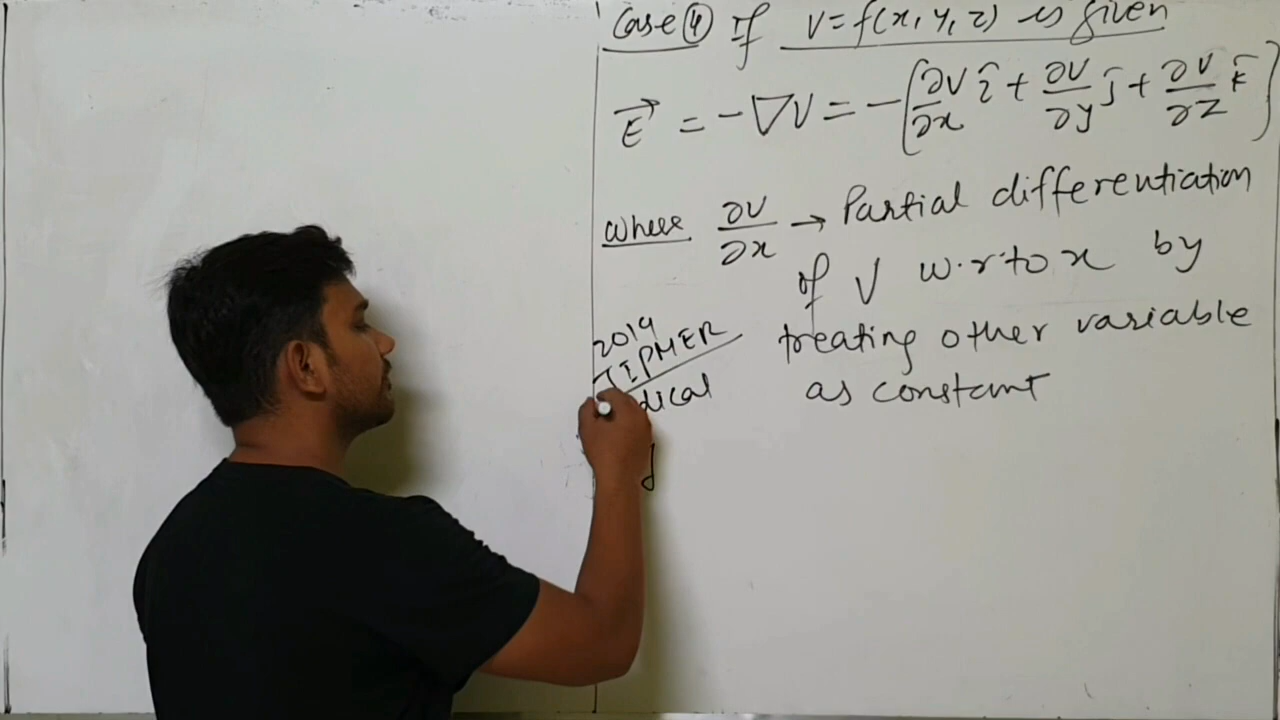 Case ④ If V=f(x,y,z) is given
E⃗ = -∇V = -(∂V/∂x î + ∂V/∂y ĵ + ∂V/∂z k̂)
where ∂V/∂x → Partial differentiation
of V w.r.to x by
treating other variable
as constant
2019
JIPMER